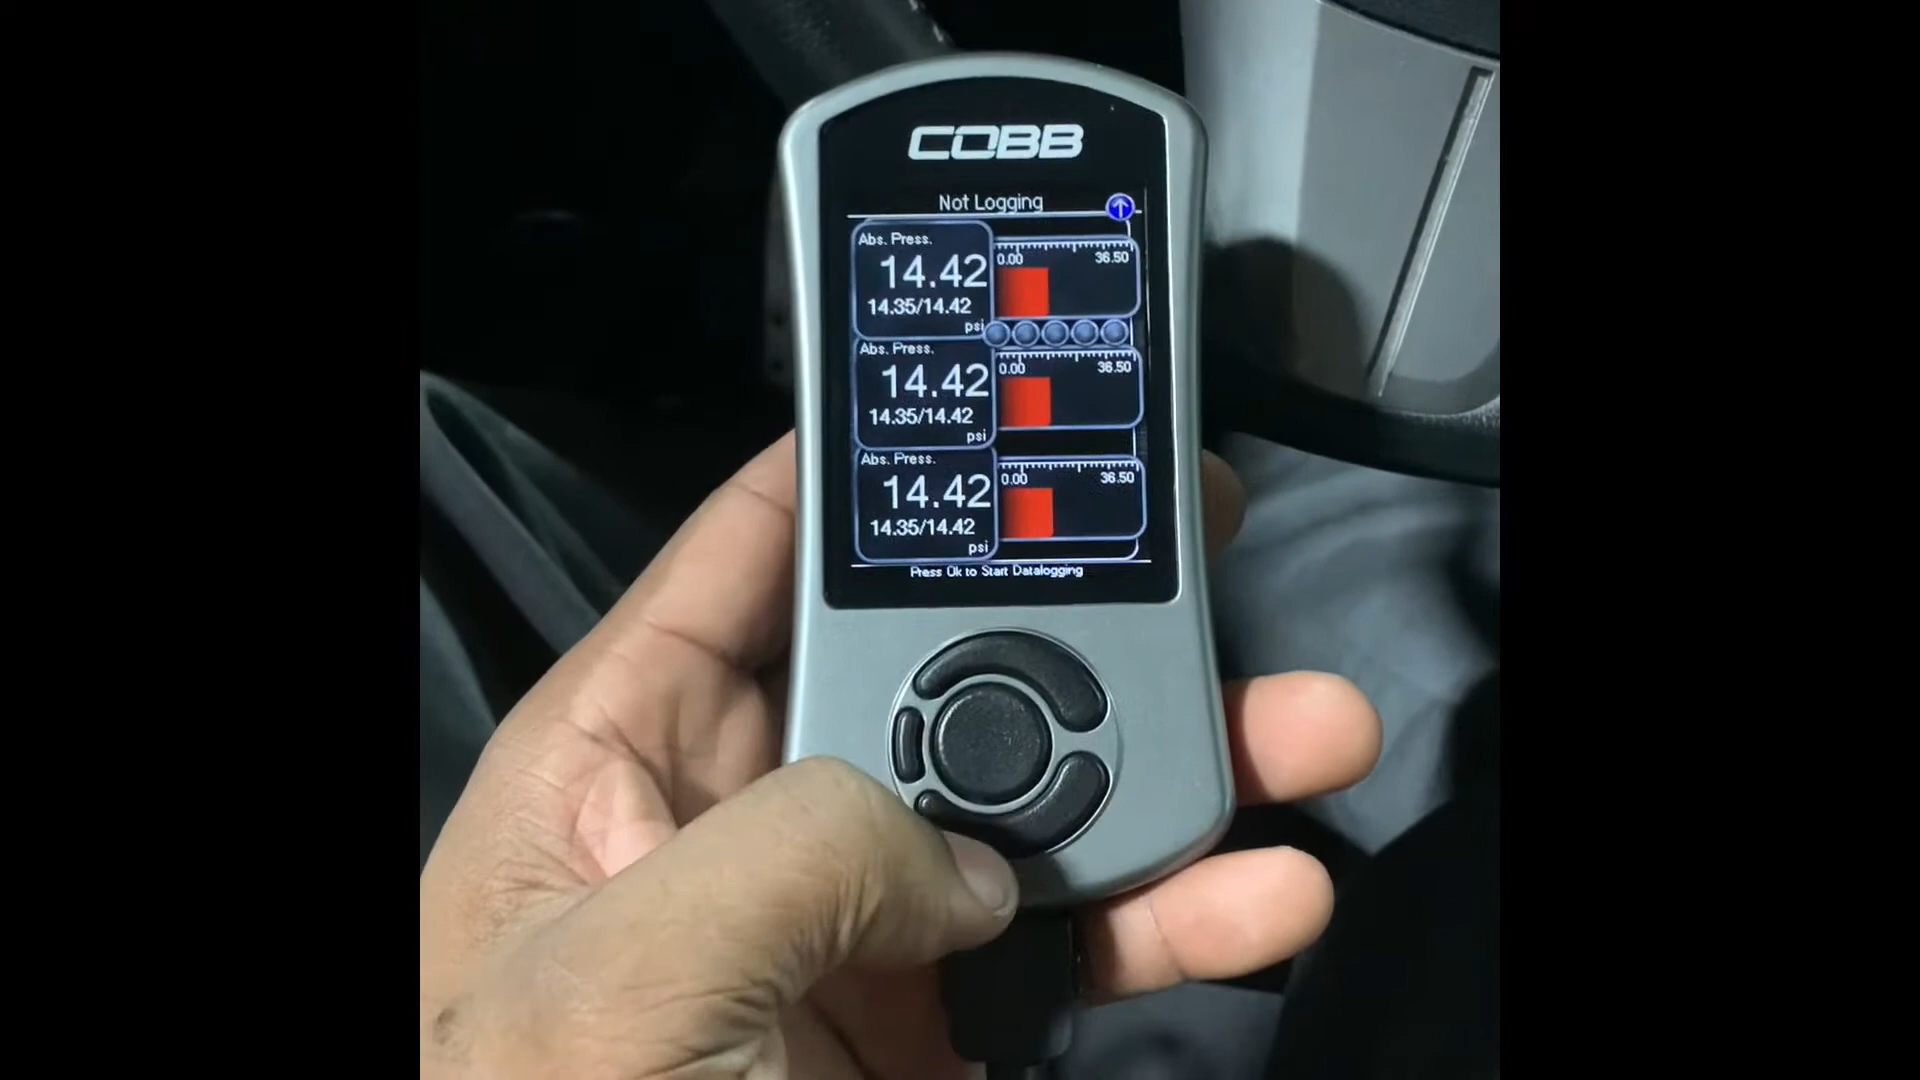 COBB
Not Logging
Abs. Press.
14.42
14.35/14.42
psi
0.00 36.50
Abs. Press.
14.42
14.35/14.42
psi
0.00 36.50
Abs. Press.
14.42
14.35/14.42
psi
0.00 36.50
Press Ok to Start Datalogging